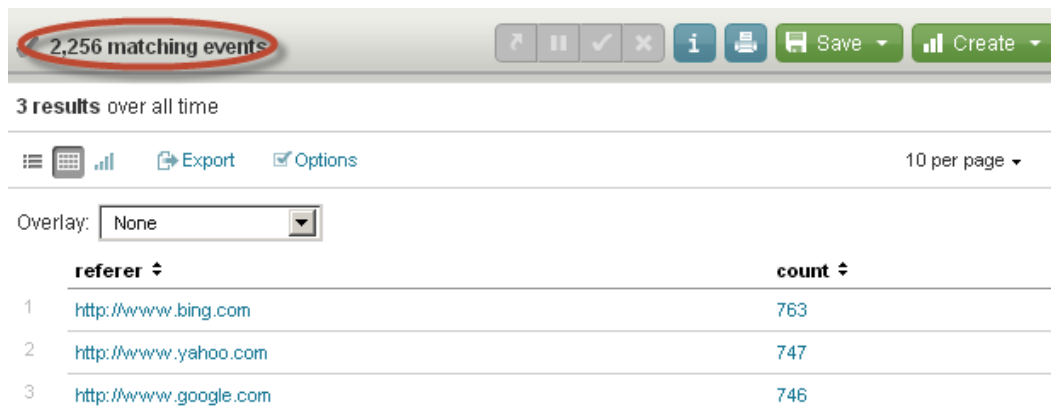 2,256 matching events
i Save Create
3 results over all time
Export Options 10 per page
Overlay: None
referer count
1 http://www.bing.com 763
2 http://www.yahoo.com 747
3 http://www.google.com 746